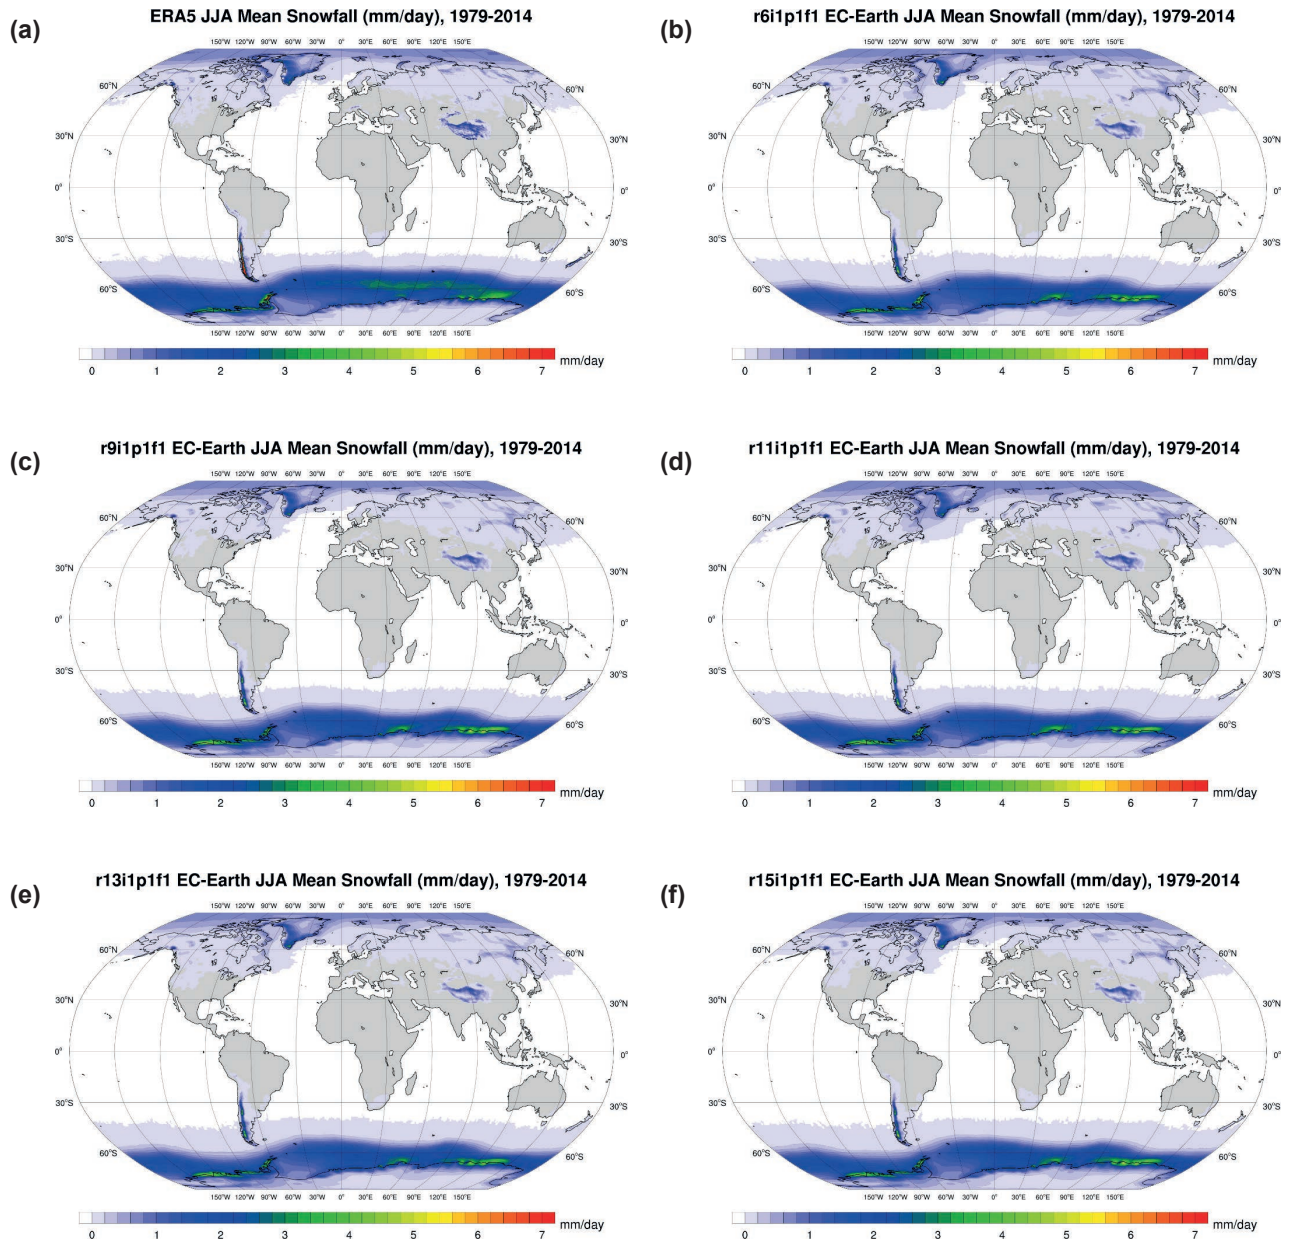 (a)
ERA5 JJA Mean Snowfall (mm/day), 1979-2014
150°W 120°W 90°W 60°W 30°W 0° 30°E 60°E 90°E 120°E 150°E
60°N 60°N
30°N 30°N
0° 0°
30°S 30°S
60°S 60°S
150°W 120°W 90°W 60°W 30°W 0° 30°E 60°E 90°E 120°E 150°E
0 1 2 3 4 5 6 7 mm/day
(b)
r6i1p1f1 EC-Earth JJA Mean Snowfall (mm/day), 1979-2014
150°W 120°W 90°W 60°W 30°W 0° 30°E 60°E 90°E 120°E 150°E
60°N 60°N
30°N 30°N
0° 0°
30°S 30°S
60°S 60°S
150°W 120°W 90°W 60°W 30°W 0° 30°E 60°E 90°E 120°E 150°E
0 1 2 3 4 5 6 7 mm/day
(c)
r9i1p1f1 EC-Earth JJA Mean Snowfall (mm/day), 1979-2014
150°W 120°W 90°W 60°W 30°W 0° 30°E 60°E 90°E 120°E 150°E
60°N 60°N
30°N 30°N
0° 0°
30°S 30°S
60°S 60°S
150°W 120°W 90°W 60°W 30°W 0° 30°E 60°E 90°E 120°E 150°E
0 1 2 3 4 5 6 7 mm/day
(d)
r11i1p1f1 EC-Earth JJA Mean Snowfall (mm/day), 1979-2014
150°W 120°W 90°W 60°W 30°W 0° 30°E 60°E 90°E 120°E 150°E
60°N 60°N
30°N 30°N
0° 0°
30°S 30°S
60°S 60°S
150°W 120°W 90°W 60°W 30°W 0° 30°E 60°E 90°E 120°E 150°E
0 1 2 3 4 5 6 7 mm/day
(e)
r13i1p1f1 EC-Earth JJA Mean Snowfall (mm/day), 1979-2014
150°W 120°W 90°W 60°W 30°W 0° 30°E 60°E 90°E 120°E 150°E
60°N 60°N
30°N 30°N
0° 0°
30°S 30°S
60°S 60°S
150°W 120°W 90°W 60°W 30°W 0° 30°E 60°E 90°E 120°E 150°E
0 1 2 3 4 5 6 7 mm/day
(f)
r15i1p1f1 EC-Earth JJA Mean Snowfall (mm/day), 1979-2014
150°W 120°W 90°W 60°W 30°W 0° 30°E 60°E 90°E 120°E 150°E
60°N 60°N
30°N 30°N
0° 0°
30°S 30°S
60°S 60°S
150°W 120°W 90°W 60°W 30°W 0° 30°E 60°E 90°E 120°E 150°E
0 1 2 3 4 5 6 7 mm/day